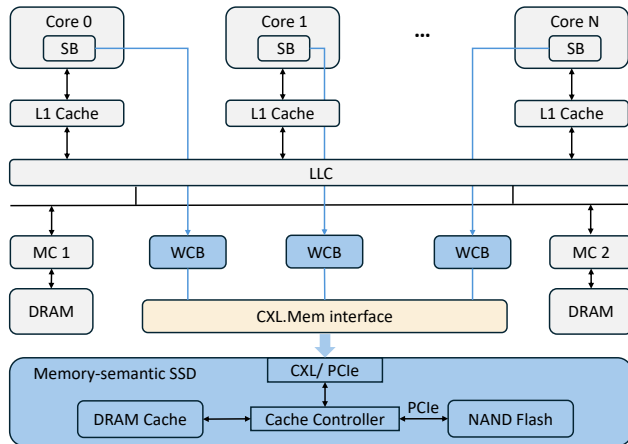 Core 0
Core 1
...
Core N
SB
SB
SB
L1 Cache
L1 Cache
L1 Cache
LLC
MC 1
WCB
WCB
WCB
MC 2
DRAM
DRAM
CXL.Mem interface
Memory-semantic SSD
CXL/ PCIe
DRAM Cache
Cache Controller
PCIe
NAND Flash